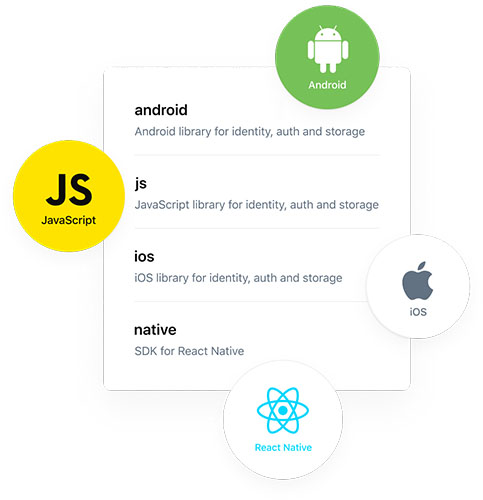 Android
android
Android library for identity, auth and storage
JS
JavaScript
js
JavaScript library for identity, auth and storage
ios
iOS library for identity, auth and storage
iOS
native
SDK for React Native
React Native